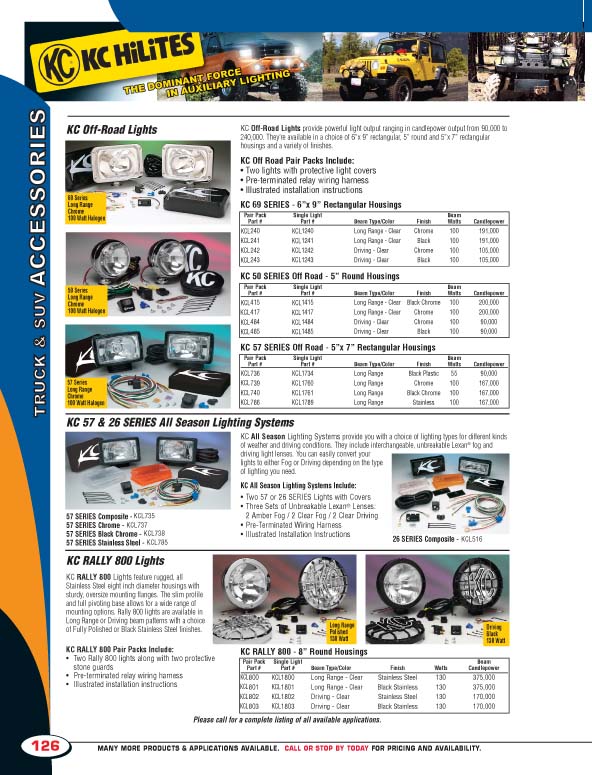 KC KC HiLiTES
THE DOMINANT FORCE
IN AUXILIARY LIGHTING
TRUCK & SUV ACCESSORIES
KC Off-Road Lights
69 Series
Long Range
Chrome
100 Watt Halogen
50 Series
Long Range
Chrome
100 Watt Halogen
57 Series
Long Range
Chrome
100 Watt Halogen
KC Off-Road Lights provide powerful light output ranging in candlepower output from 90,000 to
240,000. They're available in a choice of 6"x 9" rectangular, 5" round and 5"x 7" rectangular
housings and a variety of finishes.
KC Off Road Pair Packs Include:
• Two lights with protective light covers
• Pre-terminated relay wiring harness
• Illustrated installation instructions
KC 69 SERIES - 6"x 9" Rectangular Housings
Pair Pack Single Light Beam
Part # Part # Beam Type/Color Finish Watts Candlepower
KCL240 KCL1240 Long Range - Clear Chrome 100 191,000
KCL241 KCL1241 Long Range - Clear Black 100 191,000
KCL242 KCL1242 Driving - Clear Chrome 100 105,000
KCL243 KCL1243 Driving - Clear Black 100 105,000
KC 50 SERIES Off Road - 5" Round Housings
Pair Pack Single Light Beam
Part # Part # Beam Type/Color Finish Watts Candlepower
KCL415 KCL1415 Long Range - Clear Black Chrome 100 200,000
KCL417 KCL1417 Long Range - Clear Chrome 100 200,000
KCL484 KCL1484 Driving - Clear Chrome 100 90,000
KCL485 KCL1485 Driving - Clear Black 100 90,000
KC 57 SERIES Off Road - 5"x 7" Rectangular Housings
Pair Pack Single Light Beam
Part # Part # Beam Type/Color Finish Watts Candlepower
KCL736 KCL1734 Long Range Black Plastic 55 90,000
KCL739 KCL1760 Long Range Chrome 100 167,000
KCL740 KCL1761 Long Range Black Chrome 100 167,000
KCL786 KCL1789 Long Range Stainless 100 167,000
KC 57 & 26 SERIES All Season Lighting Systems
KC All Season Lighting Systems provide you with a choice of lighting types for different kinds
of weather and driving conditions. They include interchangeable, unbreakable Lexan® fog and
driving light lenses. You can easily convert your
lights to either Fog or Driving depending on the type
of lighting you need.
KC All Season Lighting Systems Include:
• Two 57 or 26 SERIES Lights with Covers
• Three Sets of Unbreakable Lexan® Lenses:
2 Amber Fog / 2 Clear Fog / 2 Clear Driving
• Pre-Terminated Wiring Harness
• Illustrated Installation Instructions
57 SERIES Composite - KCL735
57 SERIES Chrome - KCL737
57 SERIES Black Chrome - KCL738
57 SERIES Stainless Steel - KCL785
26 SERIES Composite - KCL516
KC RALLY 800 Lights
KC RALLY 800 Lights feature rugged, all
Stainless Steel eight inch diameter housings with
sturdy, oversize mounting flanges. The slim profile
and full pivoting base allows for a wide range of
mounting options. Rally 800 lights are available in
Long Range or Driving beam patterns with a choice
of Fully Polished or Black Stainless Steel finishes.
KC RALLY 800 Pair Packs Include:
• Two Rally 800 lights along with two protective
stone guards
• Pre-terminated relay wiring harness
• Illustrated installation instructions
Long Range
Polished
130 Watt
Driving
Black
130 Watt
KC RALLY 800 - 8" Round Housings
Pair Pack Single Light Beam
Part # Part # Beam Type/Color Finish Watts Candlepower
KCL800 KCL1800 Long Range - Clear Stainless Steel 130 375,000
KCL801 KCL1801 Long Range - Clear Black Stainless 130 375,000
KCL802 KCL1802 Driving - Clear Stainless Steel 130 170,000
KCL803 KCL1803 Driving - Clear Black Stainless 130 170,000
Please call for a complete listing of all available applications.
126 MANY MORE PRODUCTS & APPLICATIONS AVAILABLE. CALL OR STOP BY TODAY FOR PRICING AND AVAILABILITY.